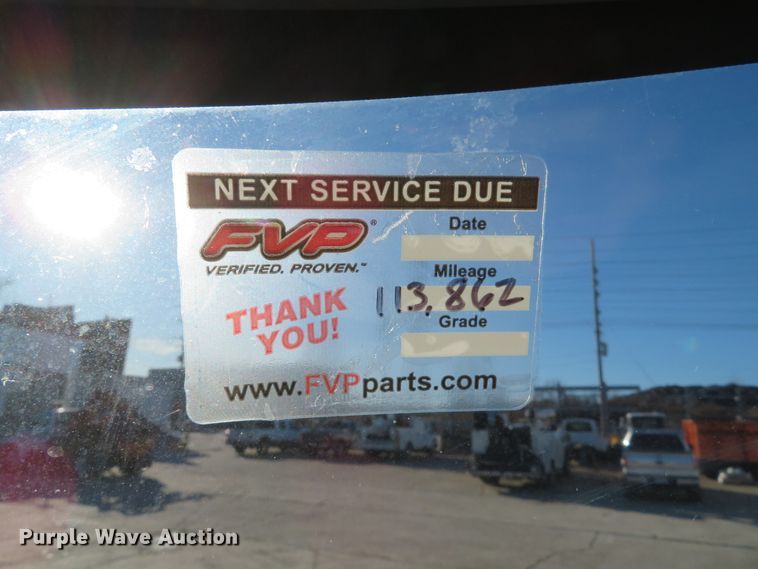 NEXT SERVICE DUE
FVP®
VERIFIED. PROVEN.™
Date
Mileage
113,862
THANK YOU!
Grade
www.FVPparts.com
Purple Wave Auction